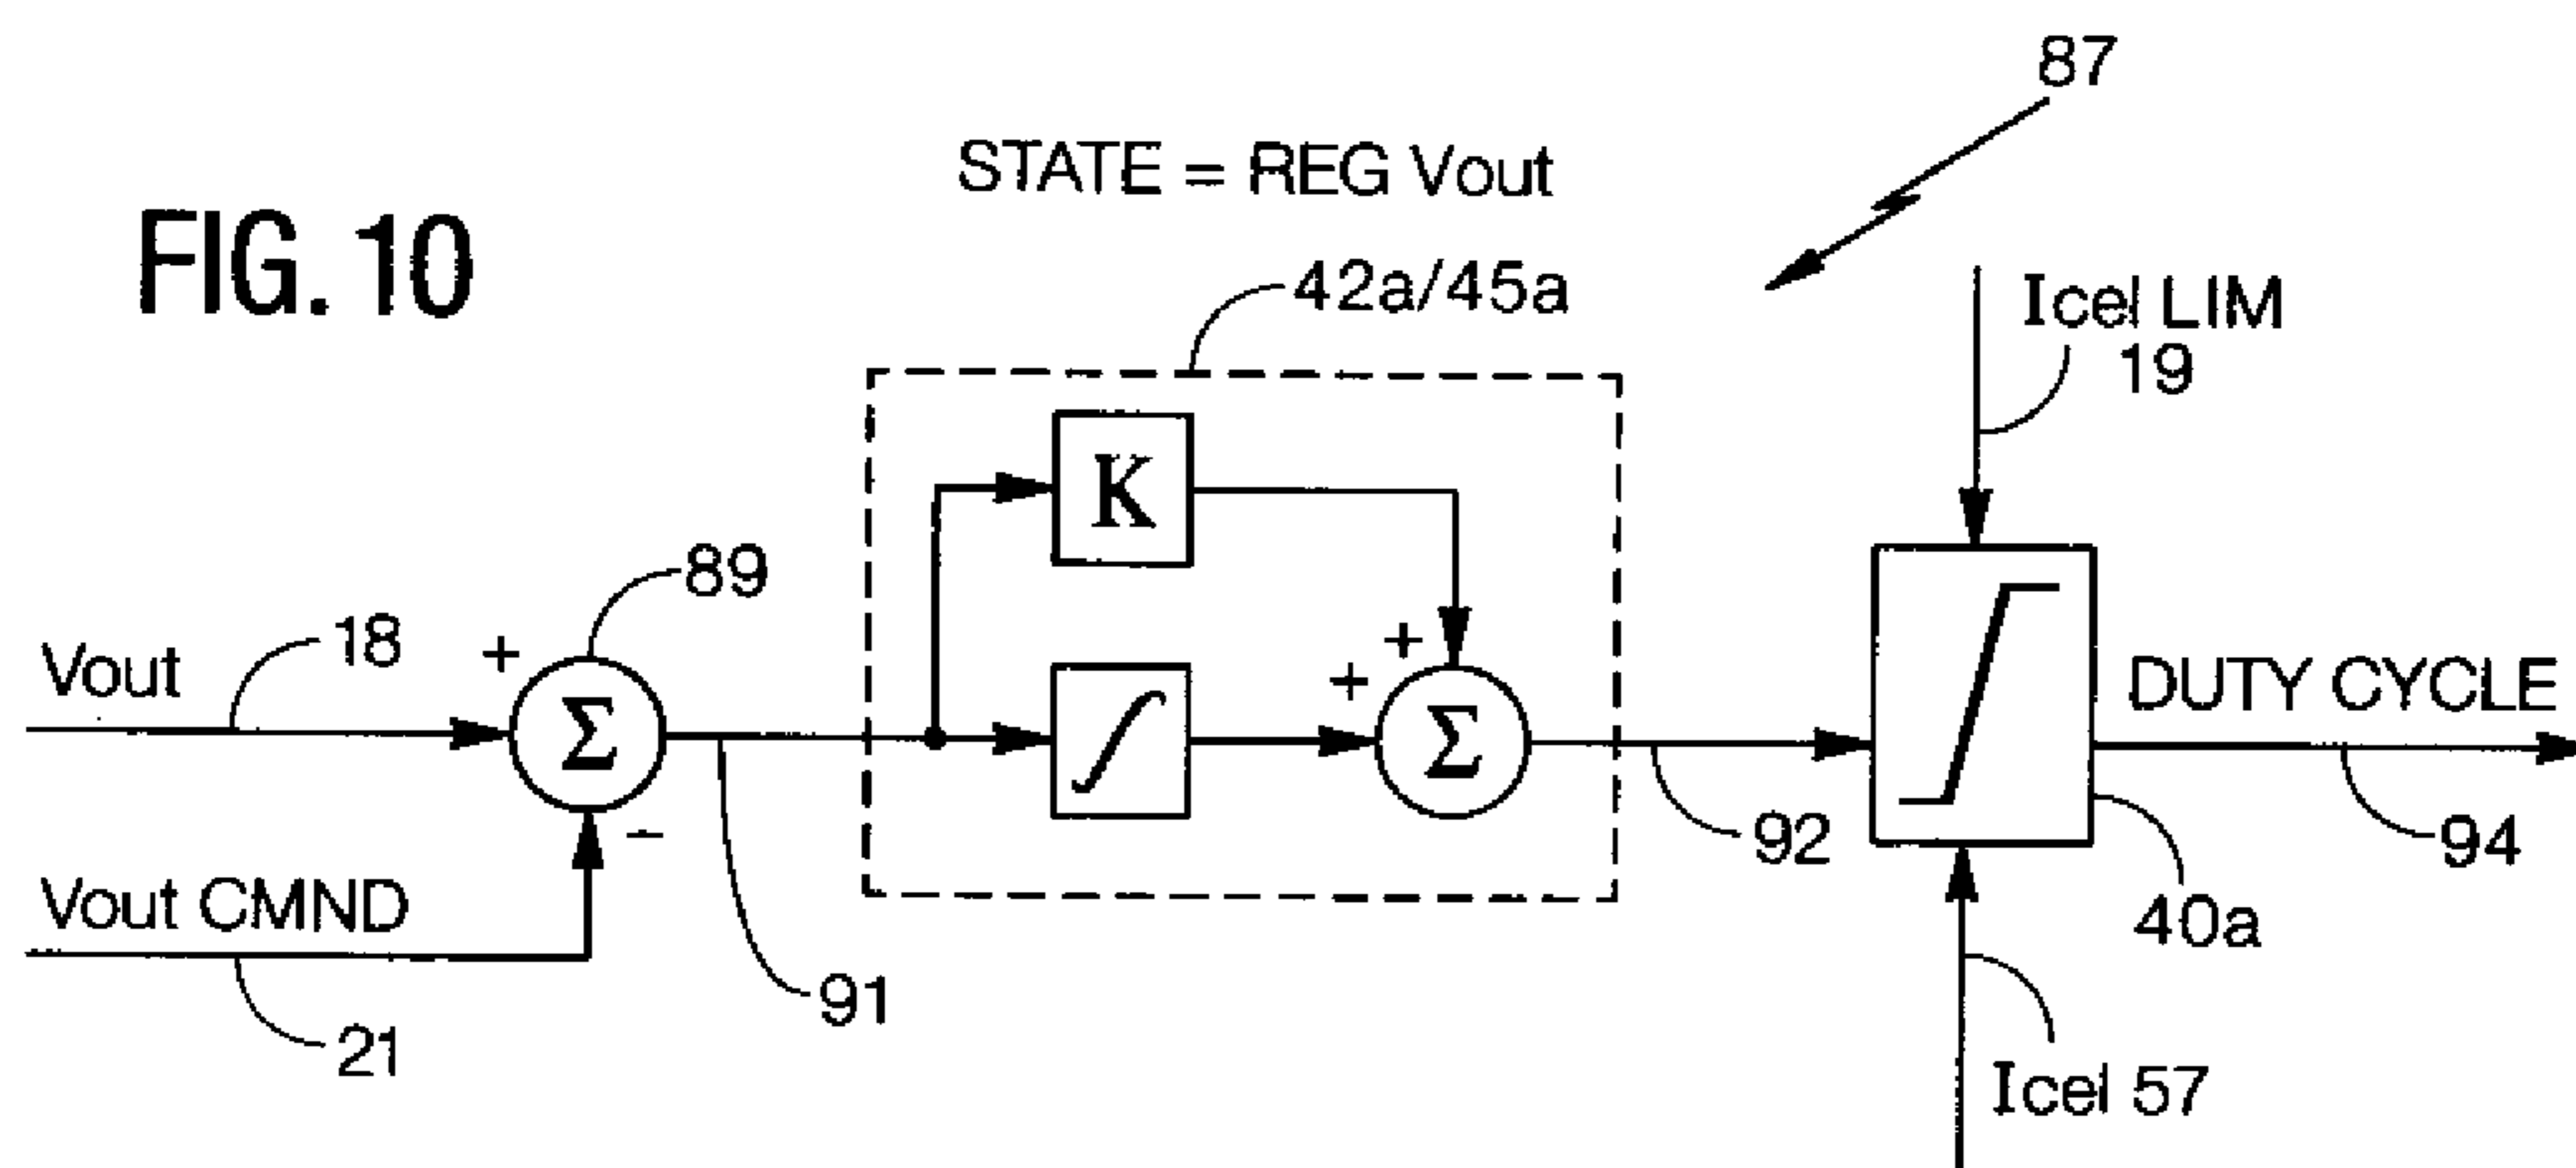 87
STATE = REG Vout
FIG. 10
42a/45a
Icel LIM
19
K
89
18
+
Vout
+
+
Σ
∫
Σ
DUTY CYCLE
−
92
94
Vout CMND
40a
91
21
Icel 57